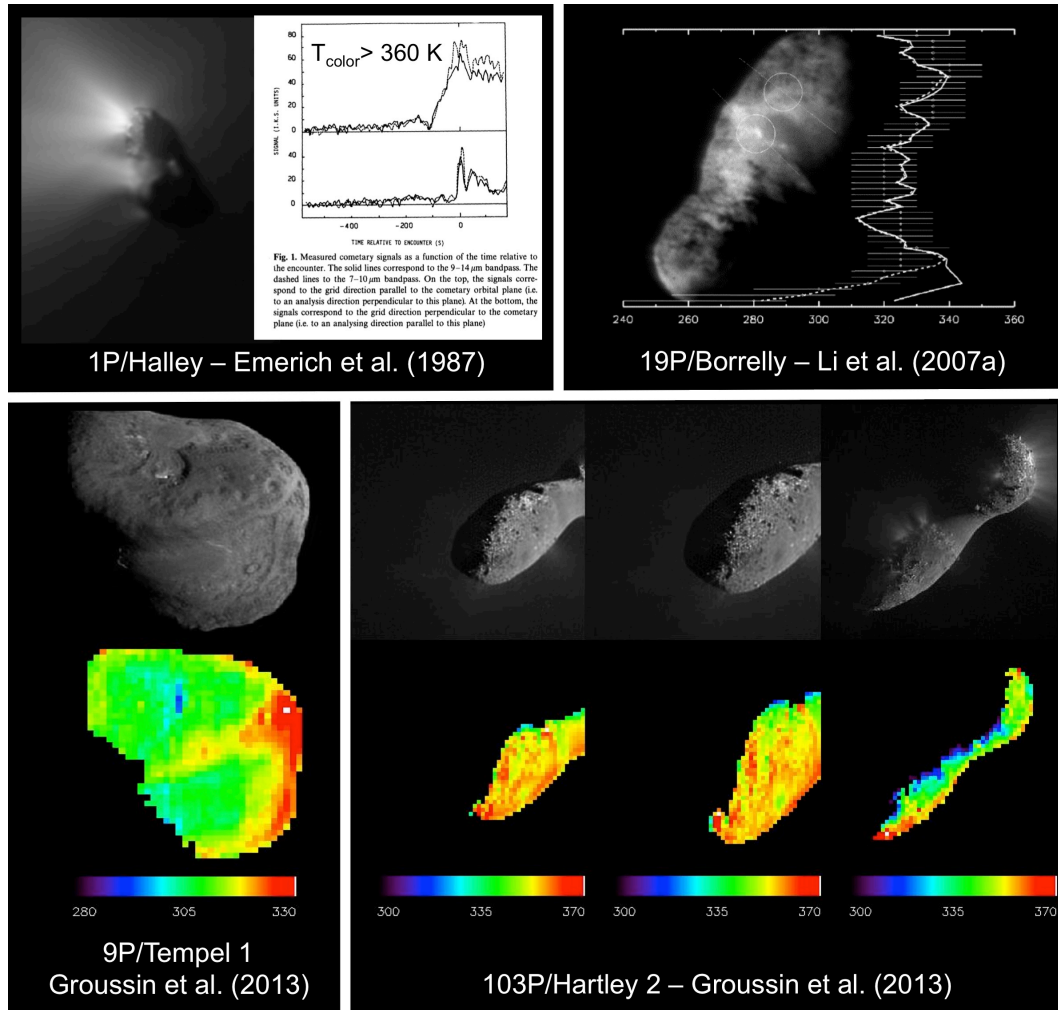 T_color > 360 K
80
60
40
20
0
40
20
0
SIGNAL (I.K.S. UNITS)
-400
-200
0
TIME RELATIVE TO ENCOUNTER (S)
Fig. 1. Measured cometary signals as a function of the time relative to
the encounter. The solid lines correspond to the 9–14 μm bandpass. The
dashed lines to the 7–10 μm bandpass. On the top, the signals corre-
spond to the grid direction parallel to the cometary orbital plane (i.e.
to an analysis direction perpendicular to this plane). At the bottom, the
signals correspond to the grid direction perpendicular to the cometary
plane (i.e. to an analysing direction parallel to this plane)
1P/Halley – Emerich et al. (1987)
240 260 280 300 320 340 360
19P/Borrelly – Li et al. (2007a)
280 305 330
9P/Tempel 1
Groussin et al. (2013)
300 335 370
300 335 370
300 335 370
103P/Hartley 2 – Groussin et al. (2013)